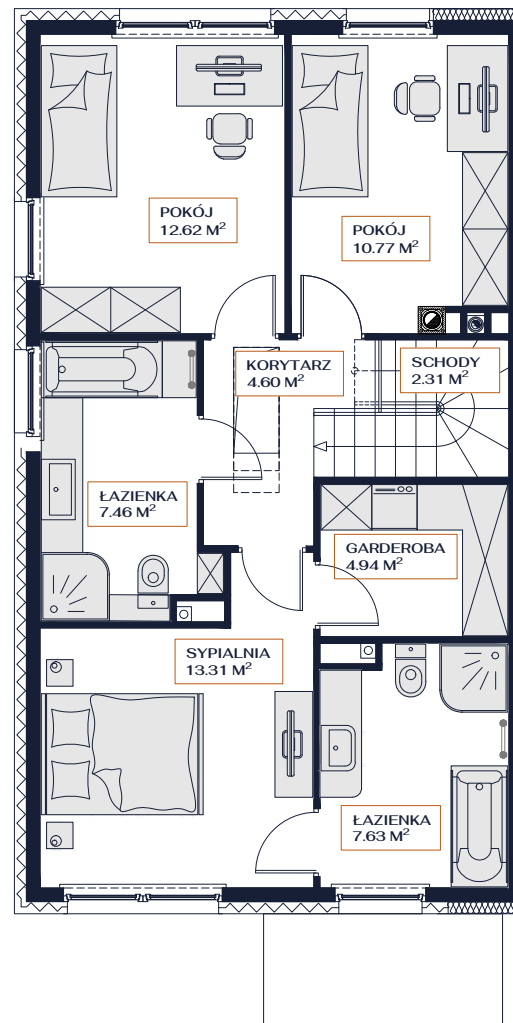 POKÓJ
12.62 M²
POKÓJ
10.77 M²
KORYTARZ
4.60 M²
SCHODY
2.31 M²
ŁAZIENKA
7.46 M²
GARDEROBA
4.94 M²
SYPIALNIA
13.31 M²
ŁAZIENKA
7.63 M²